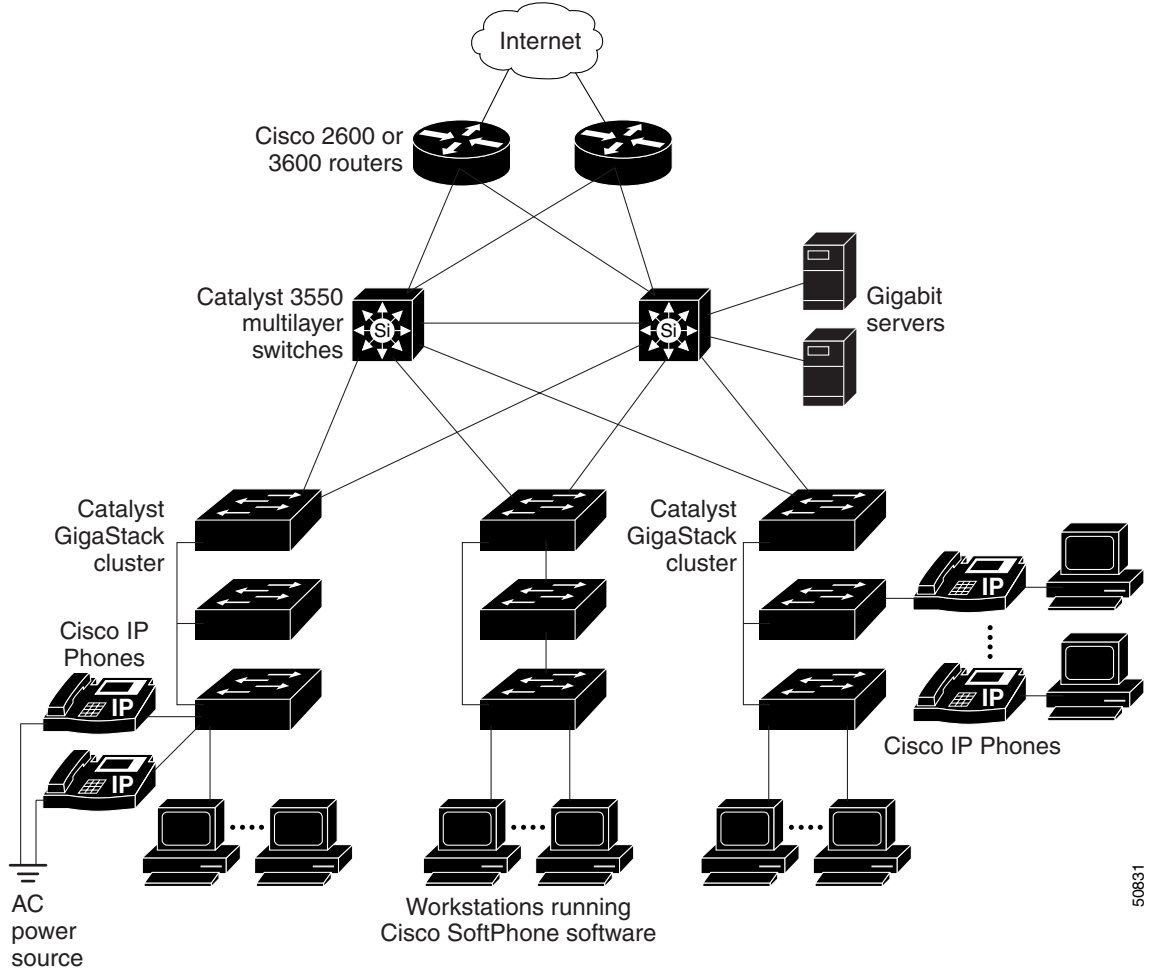 Internet
Cisco 2600 or
3600 routers
Catalyst 3550
multilayer
switches
Si
Si
Gigabit
servers
Catalyst
GigaStack
cluster
Catalyst
GigaStack
cluster
IP
IP
Cisco IP Phones
Cisco IP
Phones
IP
IP
AC
power
source
Workstations running
Cisco SoftPhone software
50831